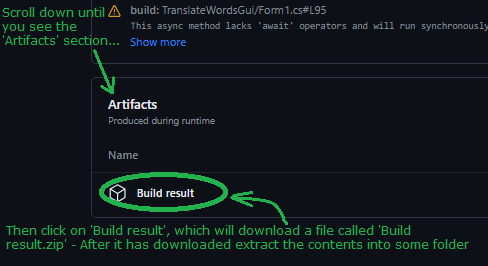 Scroll down until
you see the
'Artifacts' section...
build: TranslateWordsGui/Form1.cs#L95
This async method lacks 'await' operators and will run synchronously
Show more
Artifacts
Produced during runtime
Name
Build result
Then click on 'Build result', which will download a file called 'Build
result.zip' - After it has downloaded extract the contents into some folder